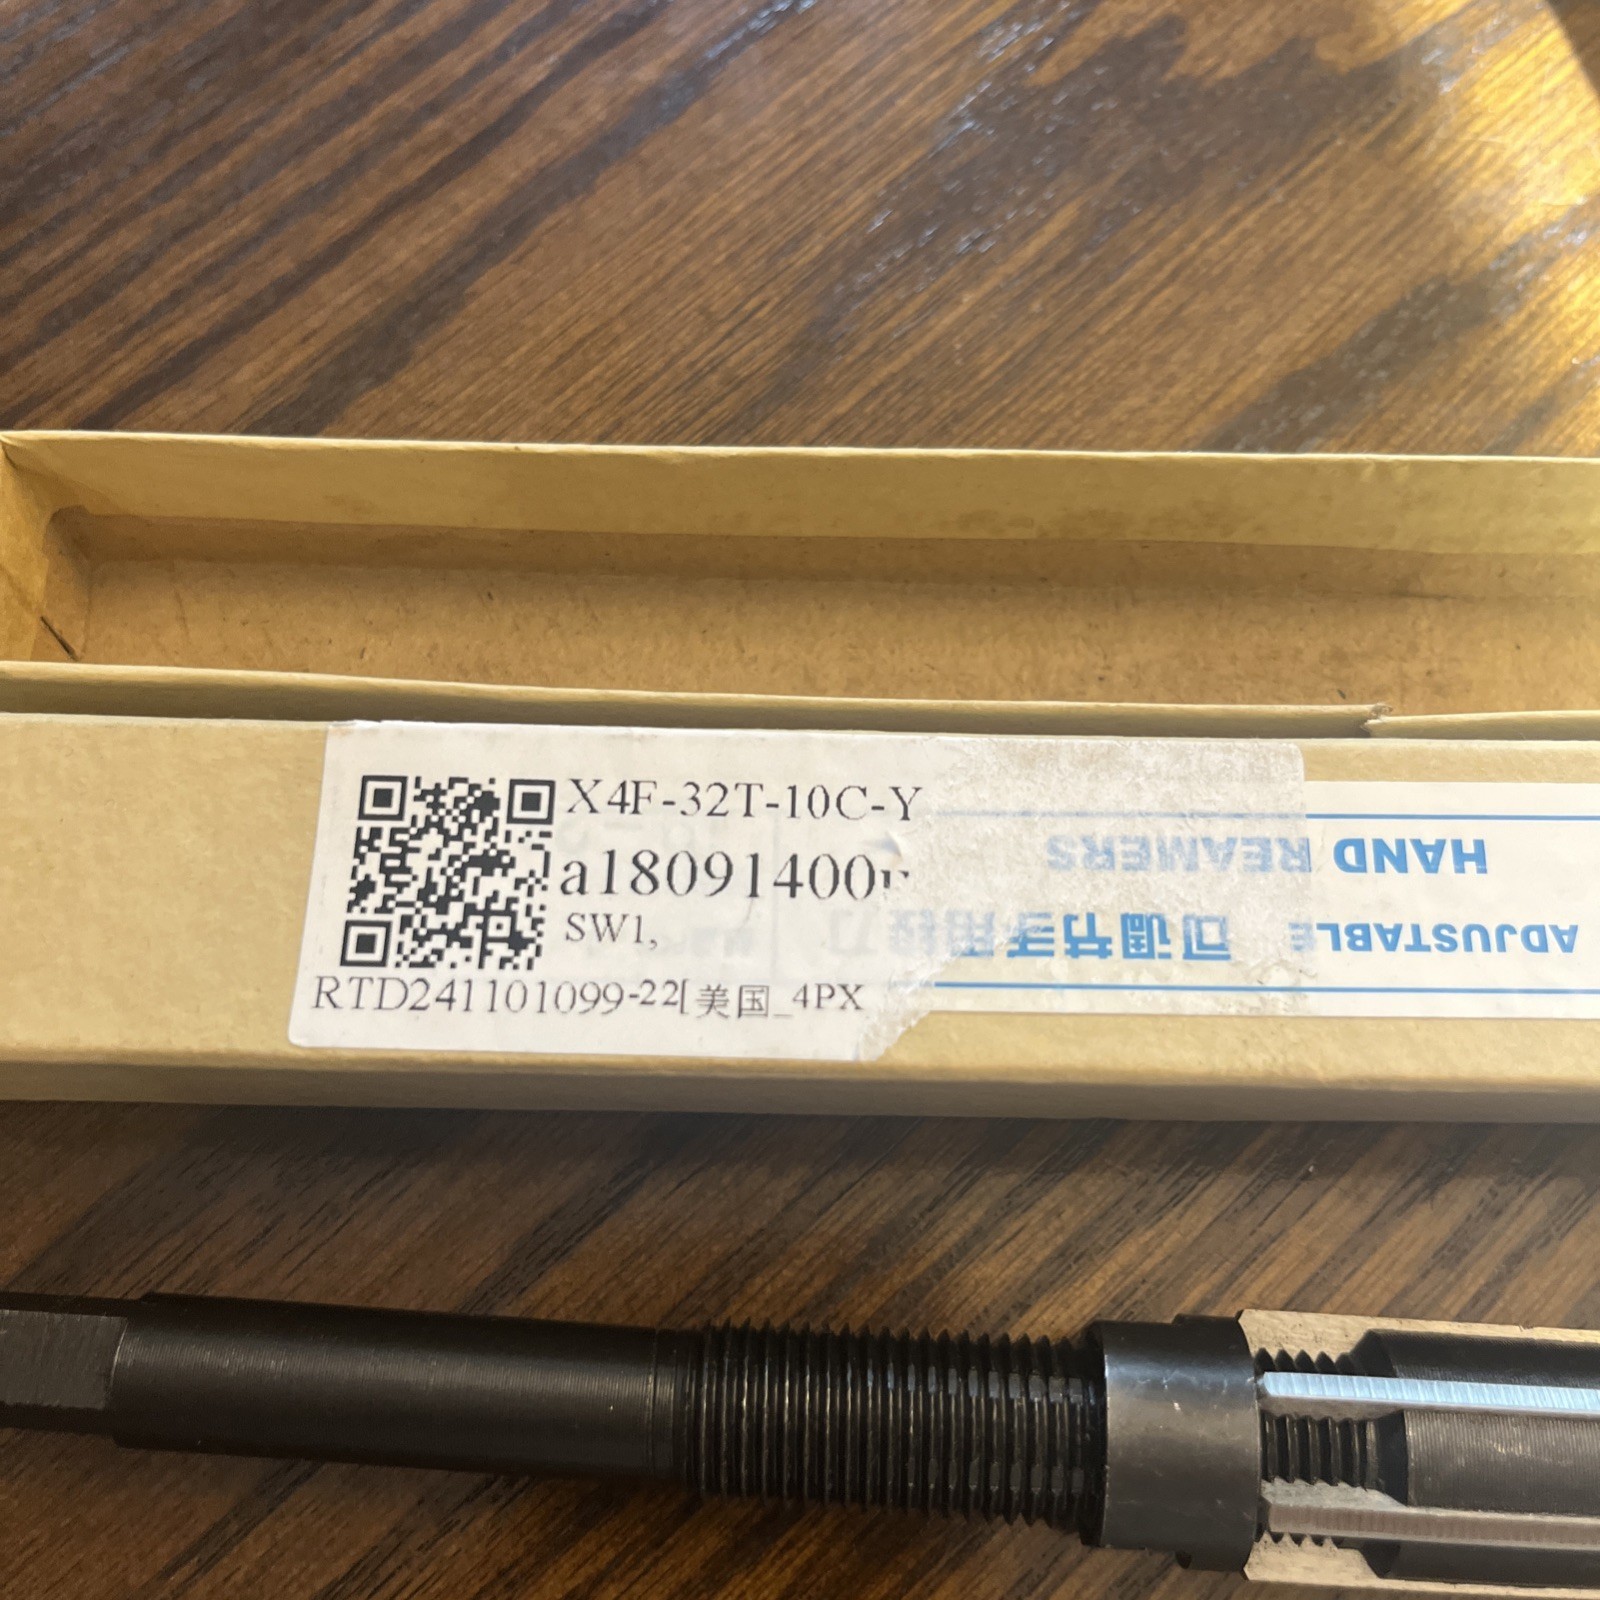 X4F-32T-10C-Y
a18091400
SW1,
RTD241101099-22[美国_4PX
ADJUSTABLE 可调节手用铰刀
HAND REAMERS